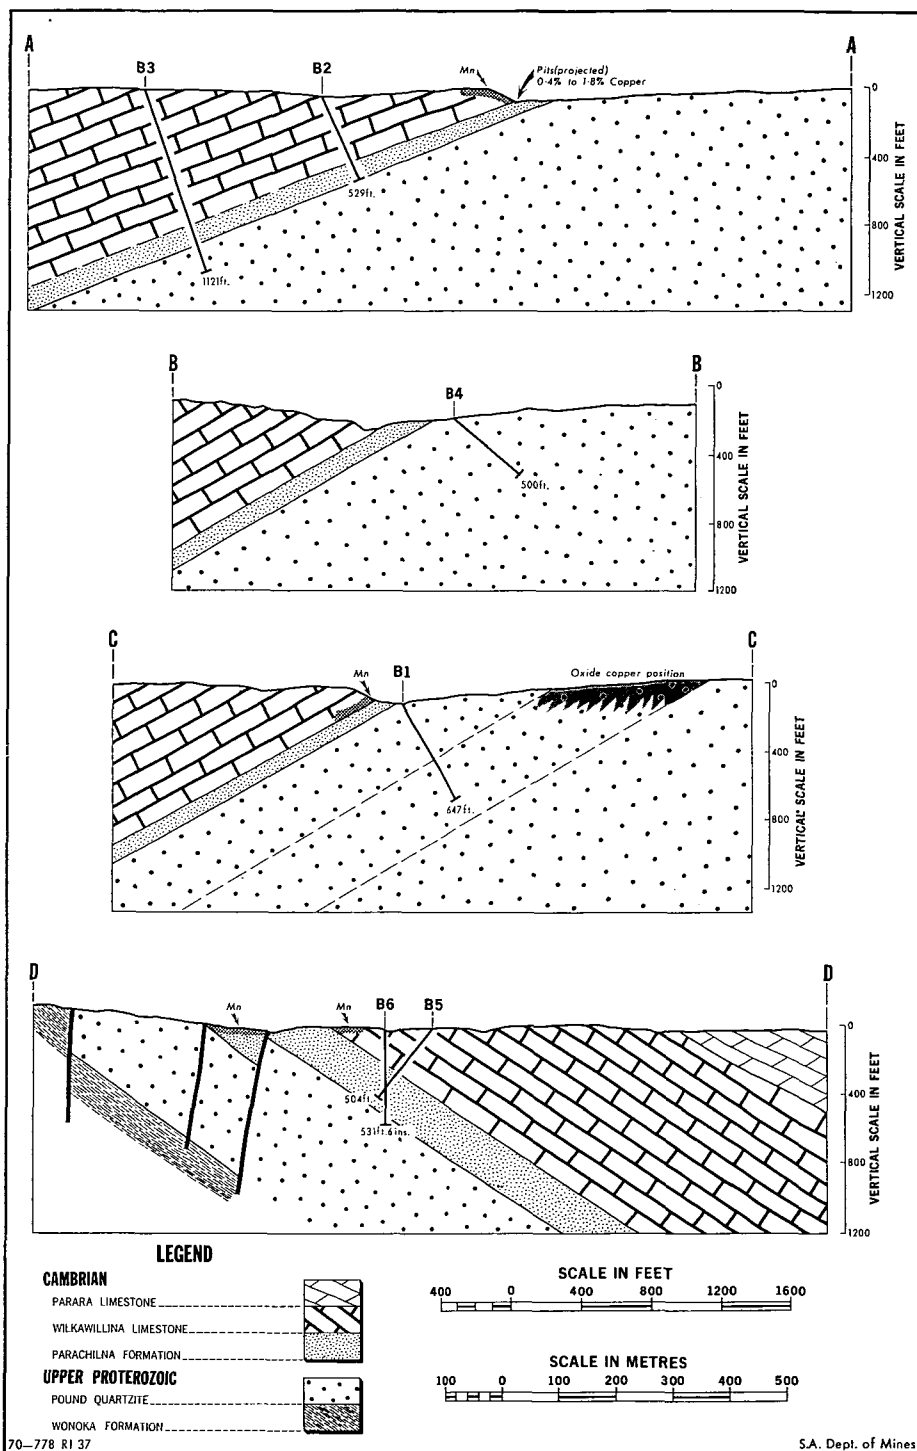 A
A
B3
B2
Mn
Pits(projected)
0·4% to 1·8% Copper
529ft.
1121ft.
0
400
800
1200
VERTICAL SCALE IN FEET
B
B
B4
500ft.
0
400
800
1200
VERTICAL SCALE IN FEET
C
C
Mn
B1
Oxide copper position
647ft.
0
400
800
1200
VERTICAL SCALE IN FEET
D
D
Mn
Mn
B6
B5
504ft.
531ft.6ins.
0
400
800
1200
VERTICAL SCALE IN FEET
LEGEND
CAMBRIAN
PARARA LIMESTONE
WILKAWILLINA LIMESTONE
PARACHILNA FORMATION
UPPER PROTEROZOIC
POUND QUARTZITE
WONOKA FORMATION
SCALE IN FEET
400 0 400 800 1200 1600
SCALE IN METRES
100 0 100 200 300 400 500
70—778 RI 37
S.A. Dept. of Mines